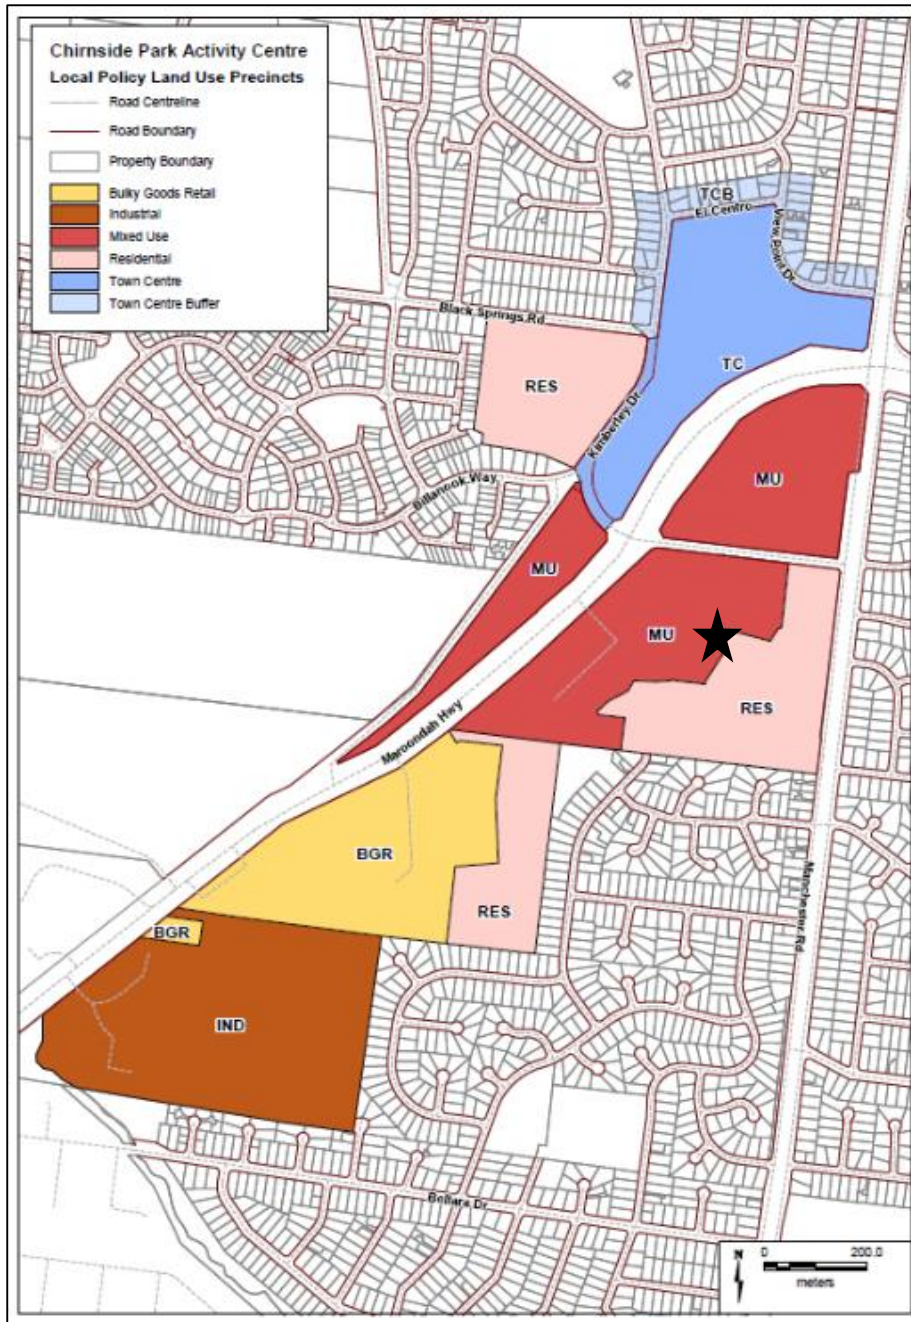 Chirnside Park Activity Centre
Local Policy Land Use Precincts
Road Centreline
Road Boundary
Property Boundary
Bulky Goods Retail
Industrial
Mixed Use
Residential
Town Centre
Town Centre Buffer
TCB
El Centro
View Point Dr
Black Springs Rd
TC
RES
Kimberley Dr
MU
Billanook Way
MU
MU
RES
Maroondah Hwy
BGR
Manchester Rd
RES
BGR
IND
Bellara Dr
N
0 200.0
meters